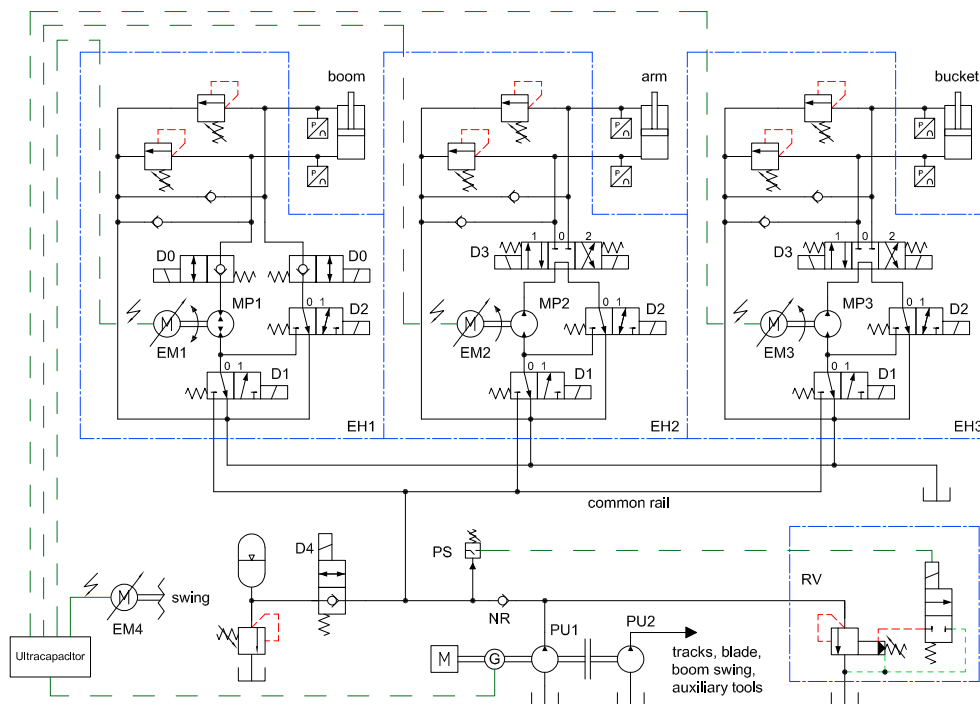 boom
arm
bucket
P
P
P
P
P
P
1 0 2
1 0 2
D0
D0
D3
D3
MP1
0 1
D2
MP2
0 1
D2
MP3
0 1
D2
M
M
M
EM1
EM2
EM3
0 1
D1
0 1
D1
0 1
D1
EH1
EH2
EH3
common rail
D4
PS
RV
M
swing
EM4
NR
PU1
PU2
Ultracapacitor
M
G
tracks, blade,
boom swing,
auxiliary tools